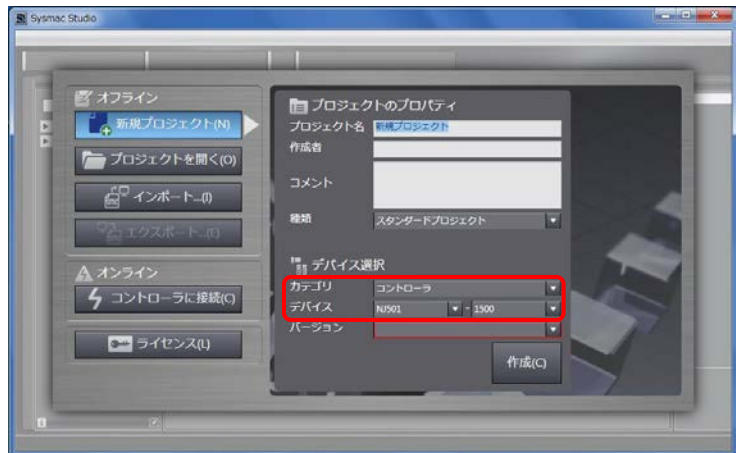 Sysmac Studio
オフライン
新規プロジェクト(N)
プロジェクトを開く(O)
インポート...(I)
エクスポート...(E)
オンライン
コントローラに接続(C)
ライセンス(L)
プロジェクトのプロパティ
プロジェクト名 新規プロジェクト
作成者
コメント
種類 スタンダードプロジェクト
デバイス選択
カテゴリ コントローラ
デバイス NJ501 - 1500
バージョン
作成(C)